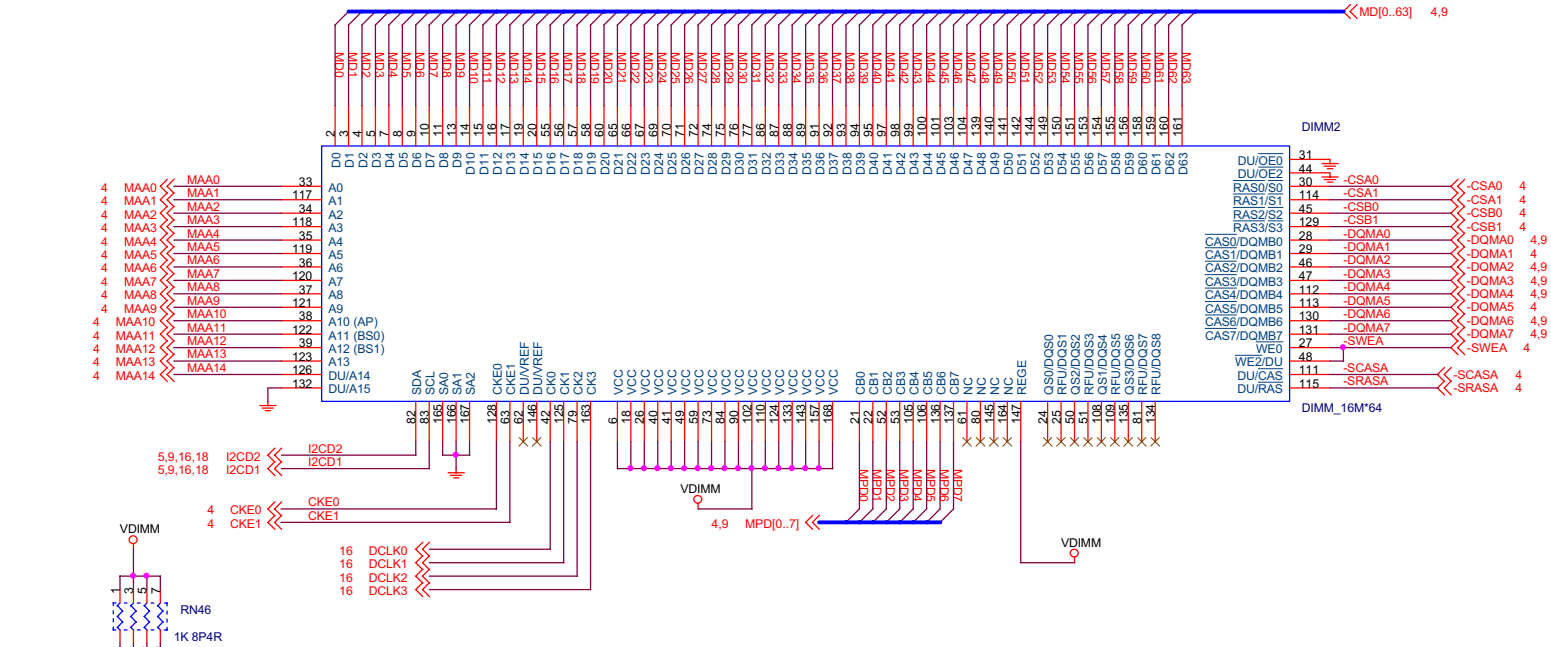 MD[0..63] 4,9
MD0 MD1 MD2 MD3 MD4 MD5 MD6 MD7 MD8 MD9 MD10 MD11 MD12 MD13 MD14 MD15 MD16 MD17 MD18 MD19 MD20 MD21 MD22 MD23 MD24 MD25 MD26 MD27 MD28 MD29 MD30 MD31 MD32 MD33 MD34 MD35 MD36 MD37 MD38 MD39 MD40 MD41 MD42 MD43 MD44 MD45 MD46 MD47 MD48 MD49 MD50 MD51 MD52 MD53 MD54 MD55 MD56 MD57 MD58 MD59 MD60 MD61 MD62 MD63
2 3 4 5 7 8 9 10 11 13 14 15 16 17 19 20 55 56 57 58 60 65 66 67 69 70 71 72 74 75 76 77 86 87 88 89 91 92 93 94 95 97 98 99 100 101 103 104 139 140 141 142 144 149 150 151 153 154 155 156 158 159 160 161
DIMM2
D0 D1 D2 D3 D4 D5 D6 D7 D8 D9 D10 D11 D12 D13 D14 D15 D16 D17 D18 D19 D20 D21 D22 D23 D24 D25 D26 D27 D28 D29 D30 D31 D32 D33 D34 D35 D36 D37 D38 D39 D40 D41 D42 D43 D44 D45 D46 D47 D48 D49 D50 D51 D52 D53 D54 D55 D56 D57 D58 D59 D60 D61 D62 D63
4 MAA0 MAA0 33 A0
4 MAA1 MAA1 117 A1
4 MAA2 MAA2 34 A2
4 MAA3 MAA3 118 A3
4 MAA4 MAA4 35 A4
4 MAA5 MAA5 119 A5
4 MAA6 MAA6 36 A6
4 MAA7 MAA7 120 A7
4 MAA8 MAA8 37 A8
4 MAA9 MAA9 121 A9
4 MAA10 MAA10 38 A10 (AP)
4 MAA11 MAA11 122 A11 (BS0)
4 MAA12 MAA12 39 A12 (BS1)
4 MAA13 MAA13 123 A13
4 MAA14 MAA14 126 DU/A14
132 DU/A15
DU/OE0 31
DU/OE2 44
RAS0/S0 30 -CSA0 -CSA0 4
RAS1/S1 114 -CSA1 -CSA1 4
RAS2/S2 45 -CSB0 -CSB0 4
RAS3/S3 129 -CSB1 -CSB1 4
CAS0/DQMB0 28 -DQMA0 -DQMA0 4,9
CAS1/DQMB1 29 -DQMA1 -DQMA1 4
CAS2/DQMB2 46 -DQMA2 -DQMA2 4,9
CAS3/DQMB3 47 -DQMA3 -DQMA3 4,9
CAS4/DQMB4 112 -DQMA4 -DQMA4 4,9
CAS5/DQMB5 113 -DQMA5 -DQMA5 4
CAS6/DQMB6 130 -DQMA6 -DQMA6 4,9
CAS7/DQMB7 131 -DQMA7 -DQMA7 4,9
WE0 27 -SWEA -SWEA 4
WE2/DU 48
DU/CAS 111 -SCASA -SCASA 4
DU/RAS 115 -SRASA -SRASA 4
DIMM_16M*64
SDA SCL SA0 SA1 SA2 CKE0 CKE1 DU/VREF DU/VREF CK0 CK1 CK2 CK3 VCC VCC VCC VCC VCC VCC VCC VCC VCC VCC VCC VCC VCC VCC VCC VCC VCC CB0 CB1 CB2 CB3 CB4 CB5 CB6 CB7 NC NC NC NC REGE QS0/DQS0 RFU/DQS1 QS2/DQS2 RFU/DQS3 QS1/DQS4 RFU/DQS5 QS3/DQS6 RFU/DQS7 RFU/DQS8
82 83 165 166 167 128 63 62 146 42 125 79 163 6 18 26 40 41 49 59 73 84 90 102 110 124 133 143 157 168 21 22 52 53 105 106 136 137 61 80 145 164 147 24 25 50 51 108 109 135 81 134
5,9,16,18 I2CD2 I2CD2
5,9,16,18 I2CD1 I2CD1
4 CKE0 CKE0
4 CKE1 CKE1
16 DCLK0
16 DCLK1
16 DCLK2
16 DCLK3
VDIMM
MPD0 MPD1 MPD2 MPD3 MPD4 MPD5 MPD6 MPD7
4,9 MPD[0..7]
VDIMM
VDIMM
1 3 5 7
RN46
1K 8P4R